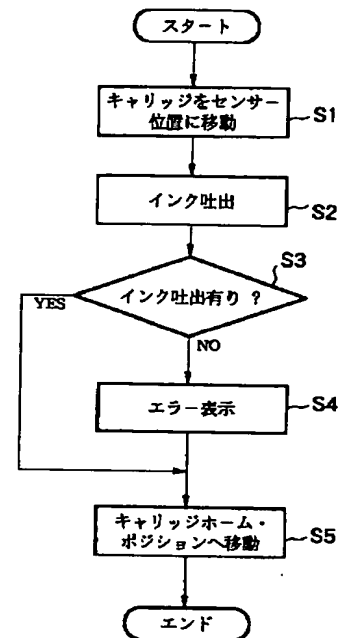 スタート
キャリッジをセンサー
位置に移動
S1
インク吐出
S2
S3
インク吐出有り ?
YES
NO
エラー表示
S4
キャリッジホーム・
ポジションへ移動
S5
エンド